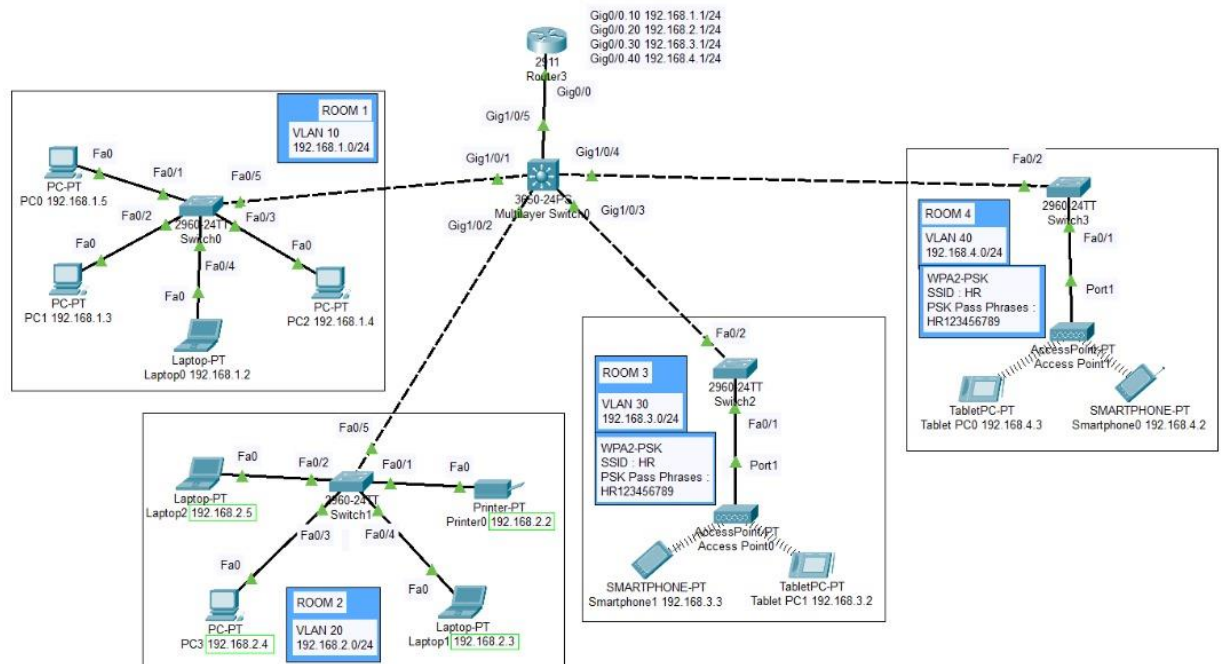 Gig0/0.10 192.168.1.1/24
Gig0/0.20 192.168.2.1/24
Gig0/0.30 192.168.3.1/24
Gig0/0.40 192.168.4.1/24
2911
Router3
Gig0/0
Gig1/0/5
Gig1/0/1
Gig1/0/4
3650-24PS
Multilayer Switch0
Gig1/0/2
Gig1/0/3
ROOM 1
VLAN 10
192.168.1.0/24
Fa0
Fa0/1
Fa0/5
PC-PT
PC0 192.168.1.5
Fa0/2
Fa0/3
2960-24TT
Switch0
Fa0
Fa0
Fa0/4
PC-PT
PC1 192.168.1.3
Fa0
PC-PT
PC2 192.168.1.4
Laptop-PT
Laptop0 192.168.1.2
Fa0/5
Fa0
Fa0/2
Fa0/1
Fa0
Laptop-PT
Laptop2 192.168.2.5
2960-24TT
Switch1
Printer-PT
Printer0 192.168.2.2
Fa0/3
Fa0/4
Fa0
Fa0
PC-PT
PC3 192.168.2.4
ROOM 2
VLAN 20
192.168.2.0/24
Laptop-PT
Laptop1 192.168.2.3
Fa0/2
ROOM 3
VLAN 30
192.168.3.0/24
WPA2-PSK
SSID : HR
PSK Pass Phrases :
HR123456789
2960-24TT
Switch2
Fa0/1
Port1
AccessPoint-PT
Access Point0
SMARTPHONE-PT
Smartphone1 192.168.3.3
TabletPC-PT
Tablet PC1 192.168.3.2
Fa0/2
2960-24TT
Switch3
ROOM 4
VLAN 40
192.168.4.0/24
WPA2-PSK
SSID : HR
PSK Pass Phrases :
HR123456789
Fa0/1
Port1
AccessPoint-PT
Access Point1
TabletPC-PT
Tablet PC0 192.168.4.3
SMARTPHONE-PT
Smartphone0 192.168.4.2